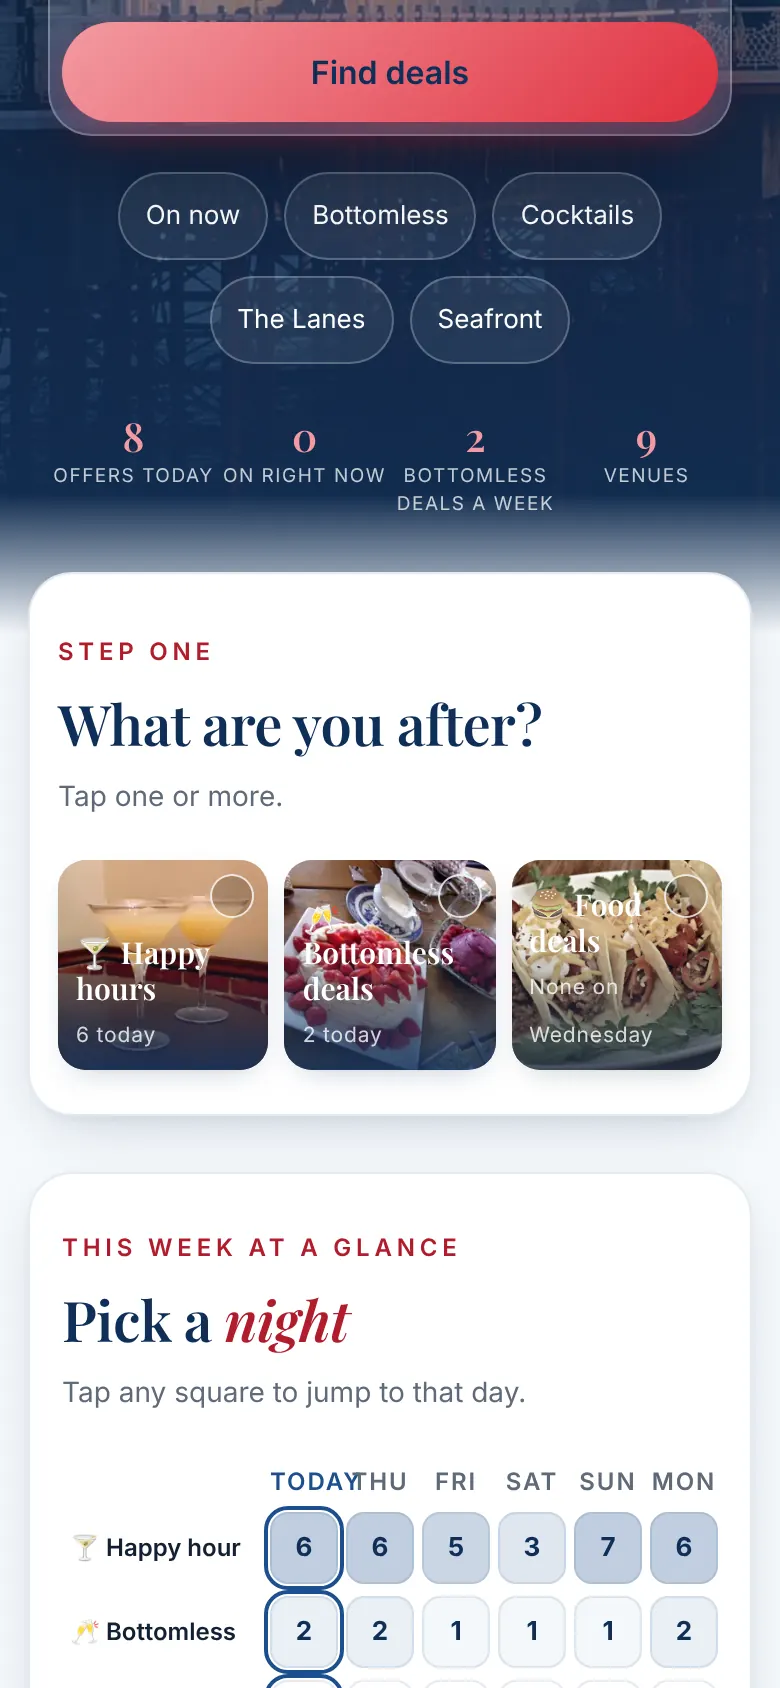 Find deals
On now
Bottomless
Cocktails
The Lanes
Seafront
8
OFFERS TODAY
0
ON RIGHT NOW
2
BOTTOMLESS
DEALS A WEEK
9
VENUES
STEP ONE
What are you after?
Tap one or more.
🍸 Happy
hours
6 today
🥂
Bottomless
deals
2 today
🍔 Food
deals
None on
Wednesday
THIS WEEK AT A GLANCE
Pick a night
Tap any square to jump to that day.
TODAY THU FRI SAT SUN MON
🍸 Happy hour 6 6 5 3 7 6
🥂 Bottomless 2 2 1 1 1 2